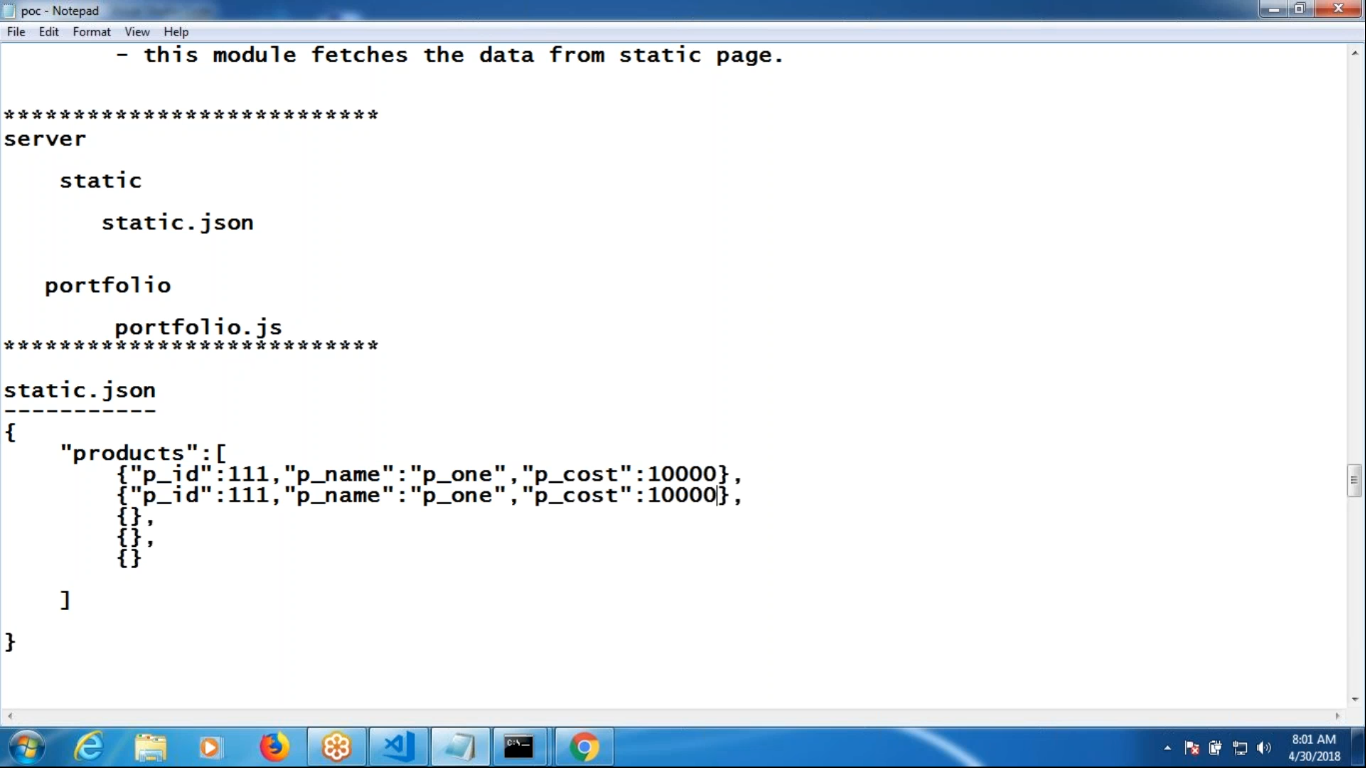 poc - Notepad
File Edit Format View Help
- this module fetches the data from static page.
***************************
server
static
static.json
portfolio
portfolio.js
***************************
static.json
-----------
{
"products":[
{"p_id":111,"p_name":"p_one","p_cost":10000},
{"p_id":111,"p_name":"p_one","p_cost":10000},
{},
{},
{}
]
}
8:01 AM
4/30/2018